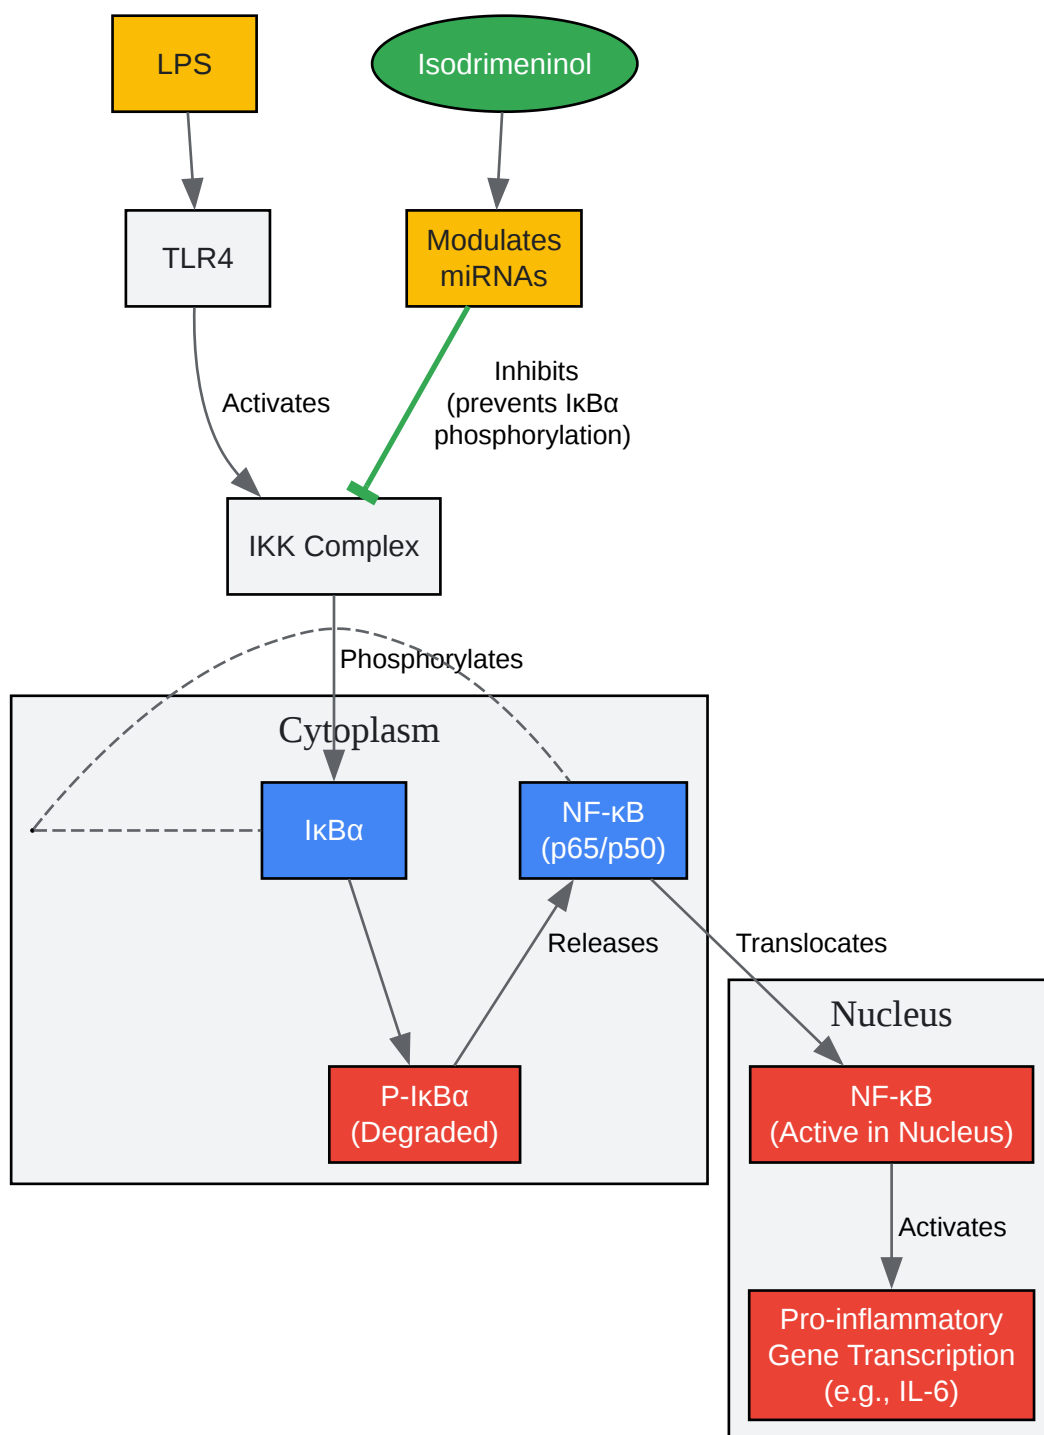 LPS
Isodrimeninol
TLR4
Modulates
miRNAs
Activates
Inhibits
(prevents IκBα
phosphorylation)
IKK Complex
Phosphorylates
Cytoplasm
IκBα
NF-κB
(p65/p50)
Releases
Translocates
P-IκBα
(Degraded)
Nucleus
NF-κB
(Active in Nucleus)
Activates
Pro-inflammatory
Gene Transcription
(e.g., IL-6)